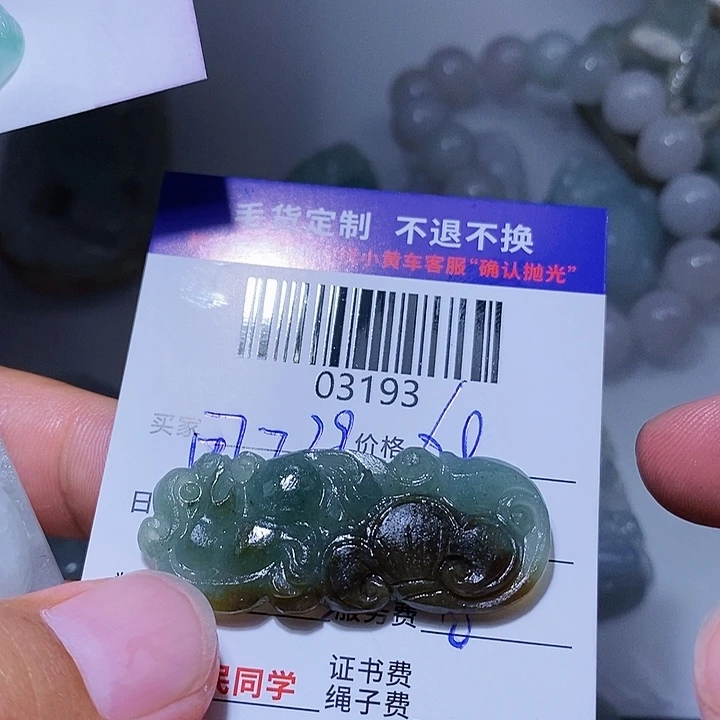 毛货定制 不退不换
小黄车客服“确认抛光”
03193
买家 价格
日
服务费
同学 证书费
绳子费